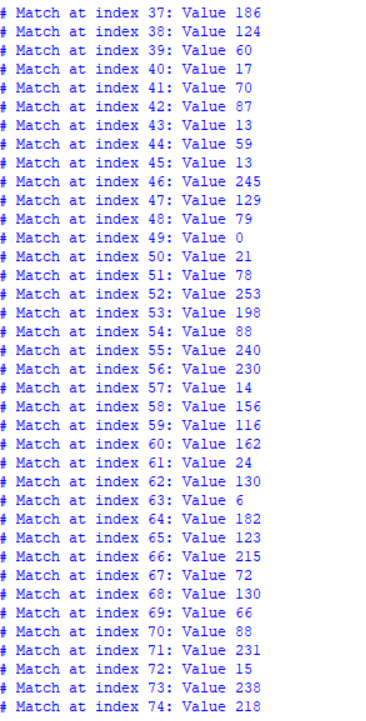 # Match at index 37: Value 186
# Match at index 38: Value 124
# Match at index 39: Value 60
# Match at index 40: Value 17
# Match at index 41: Value 70
# Match at index 42: Value 87
# Match at index 43: Value 13
# Match at index 44: Value 59
# Match at index 45: Value 13
# Match at index 46: Value 245
# Match at index 47: Value 129
# Match at index 48: Value 79
# Match at index 49: Value 0
# Match at index 50: Value 21
# Match at index 51: Value 78
# Match at index 52: Value 253
# Match at index 53: Value 198
# Match at index 54: Value 88
# Match at index 55: Value 240
# Match at index 56: Value 230
# Match at index 57: Value 14
# Match at index 58: Value 156
# Match at index 59: Value 116
# Match at index 60: Value 162
# Match at index 61: Value 24
# Match at index 62: Value 130
# Match at index 63: Value 6
# Match at index 64: Value 182
# Match at index 65: Value 123
# Match at index 66: Value 215
# Match at index 67: Value 72
# Match at index 68: Value 130
# Match at index 69: Value 66
# Match at index 70: Value 88
# Match at index 71: Value 231
# Match at index 72: Value 15
# Match at index 73: Value 238
# Match at index 74: Value 218